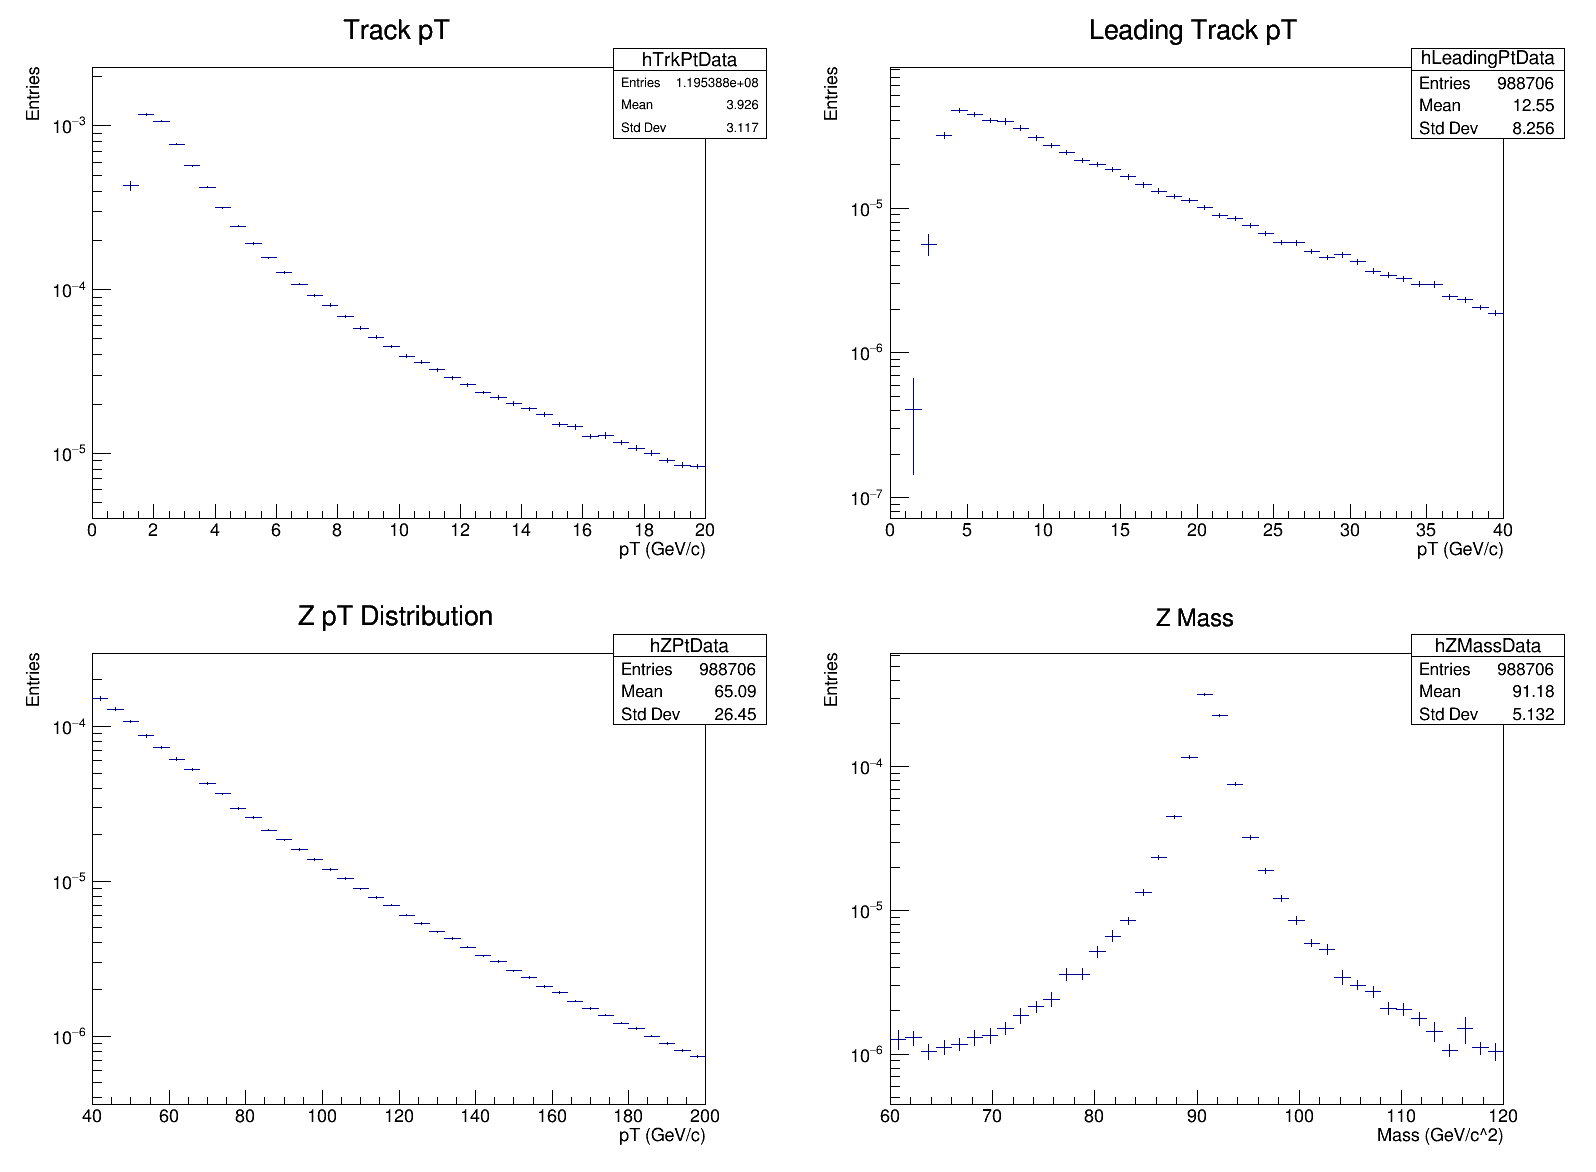 Track pT
Entries
hTrkPtData
Entries 1.195388e+08
Mean 3.926
Std Dev 3.117
10−3
10−4
10−5
0 2 4 6 8 10 12 14 16 18 20
pT (GeV/c)
Leading Track pT
Entries
hLeadingPtData
Entries 988706
Mean 12.55
Std Dev 8.256
10−5
10−6
10−7
0 5 10 15 20 25 30 35 40
pT (GeV/c)
Z pT Distribution
Entries
hZPtData
Entries 988706
Mean 65.09
Std Dev 26.45
10−4
10−5
10−6
40 60 80 100 120 140 160 180 200
pT (GeV/c)
Z Mass
Entries
hZMassData
Entries 988706
Mean 91.18
Std Dev 5.132
10−4
10−5
10−6
60 70 80 90 100 110 120
Mass (GeV/c^2)